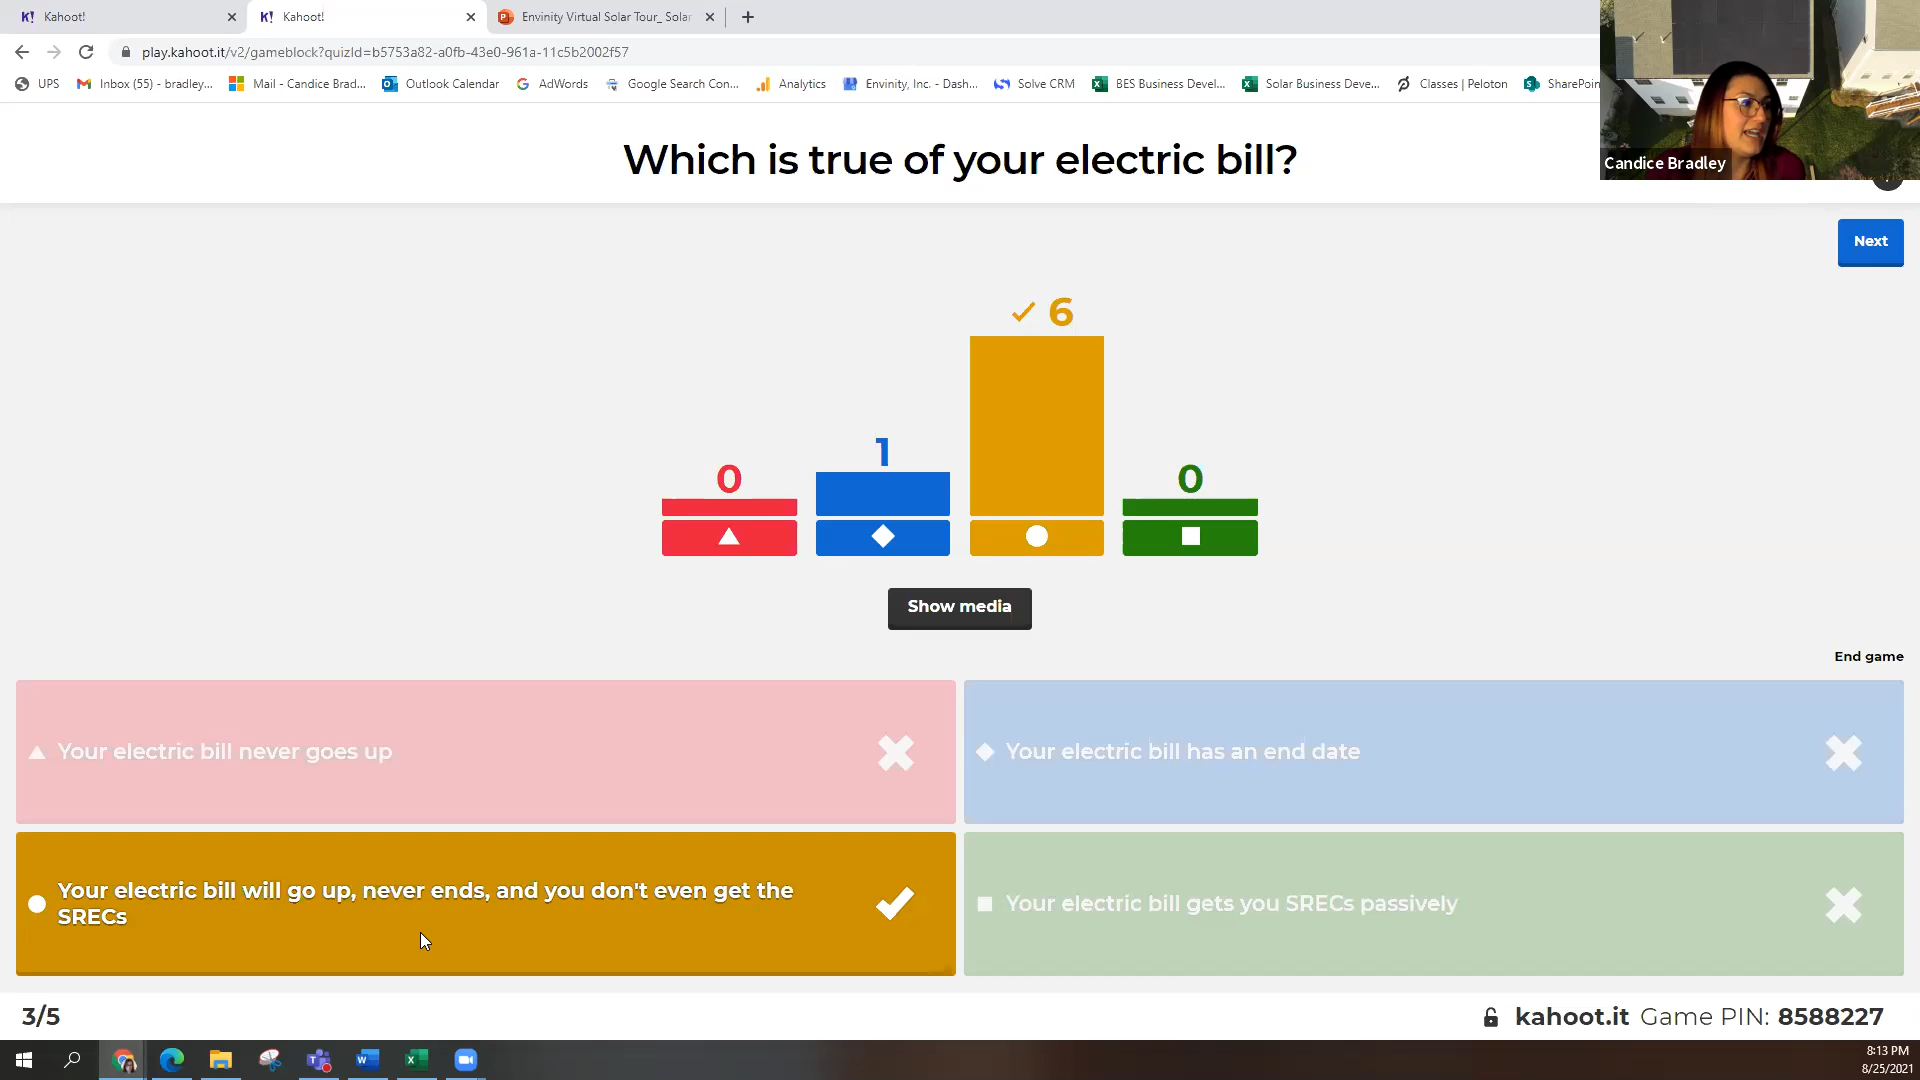 Kahoot!
Kahoot!
Envinity Virtual Solar Tour_ Solar
play.kahoot.it/v2/gameblock?quizId=b5753a82-a0fb-43e0-961a-11c5b2002f57
UPS
Inbox (55) - bradley...
Mail - Candice Brad...
Outlook Calendar
AdWords
Google Search Con...
Analytics
Envinity, Inc. - Dash...
Solve CRM
BES Business Devel...
Solar Business Deve...
Classes | Peloton
SharePoin
Candice Bradley
Which is true of your electric bill?
Next
6
1
0
0
Show media
End game
Your electric bill never goes up
Your electric bill has an end date
Your electric bill will go up, never ends, and you don't even get the
SRECs
Your electric bill gets you SRECs passively
3/5
kahoot.it Game PIN: 8588227
8:13 PM
8/25/2021